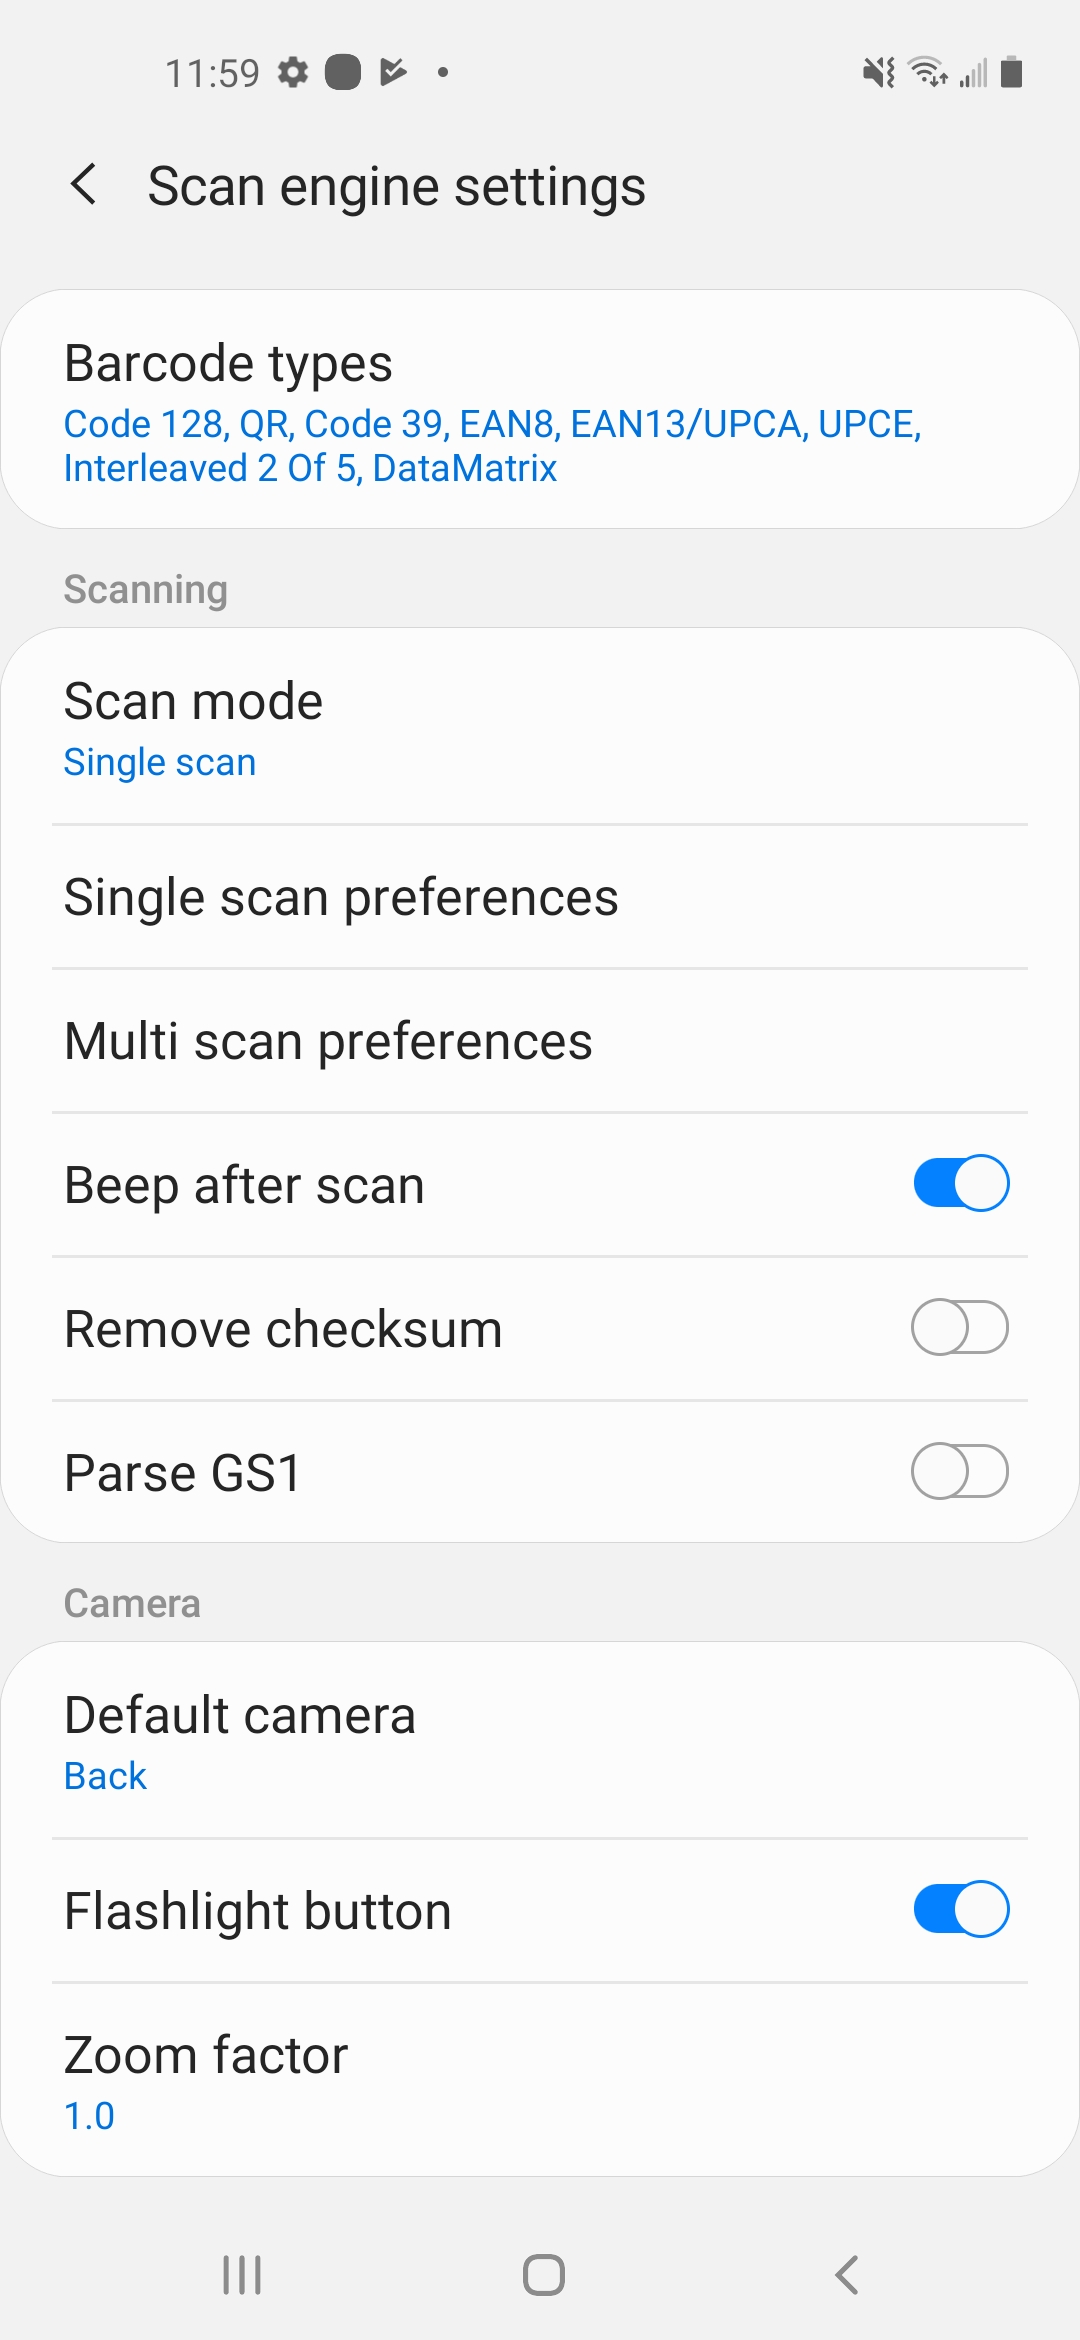 11:59
Scan engine settings
Barcode types
Code 128, QR, Code 39, EAN8, EAN13/UPCA, UPCE,
Interleaved 2 Of 5, DataMatrix
Scanning
Scan mode
Single scan
Single scan preferences
Multi scan preferences
Beep after scan
Remove checksum
Parse GS1
Camera
Default camera
Back
Flashlight button
Zoom factor
1.0